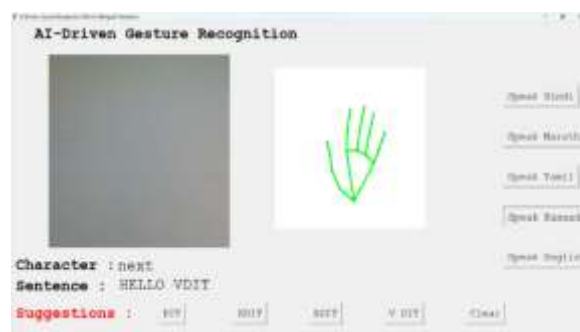 AI-Driven Gesture Recognition
Speak Hindi
Speak Marathi
Speak Tamil
Speak Kannada
Speak English
Character : next
Sentence : HELLO VDIT
Suggestions :
V DIT
Clear